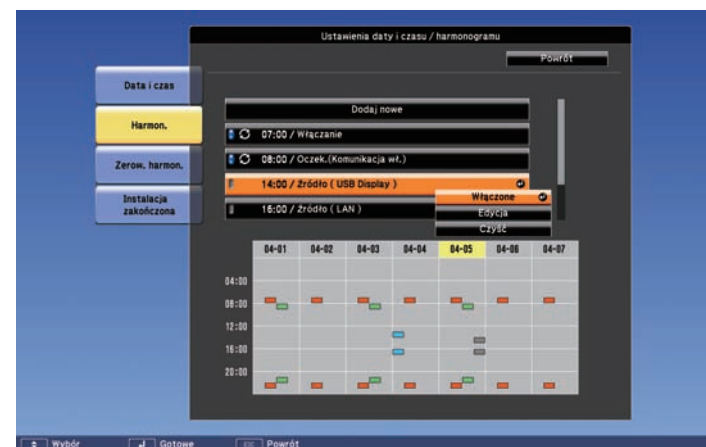 Ustawienia daty i czasu / harmonogramu
Powrót
Data i czas
Harmon.
Zerow. harmon.
Instalacja
zakończona
Dodaj nowe
07:00 / Włączanie
08:00 / Oczek.(Komunikacja wł.)
14:00 / Źródło ( USB Display )
16:00 / Źródło ( LAN )
Włączone
Edycja
Czyść
04-01 04-02 04-03 04-04 04-05 04-06 04-07
04:00
08:00
12:00
16:00
20:00
Wybór Gotowe ESC Powrót